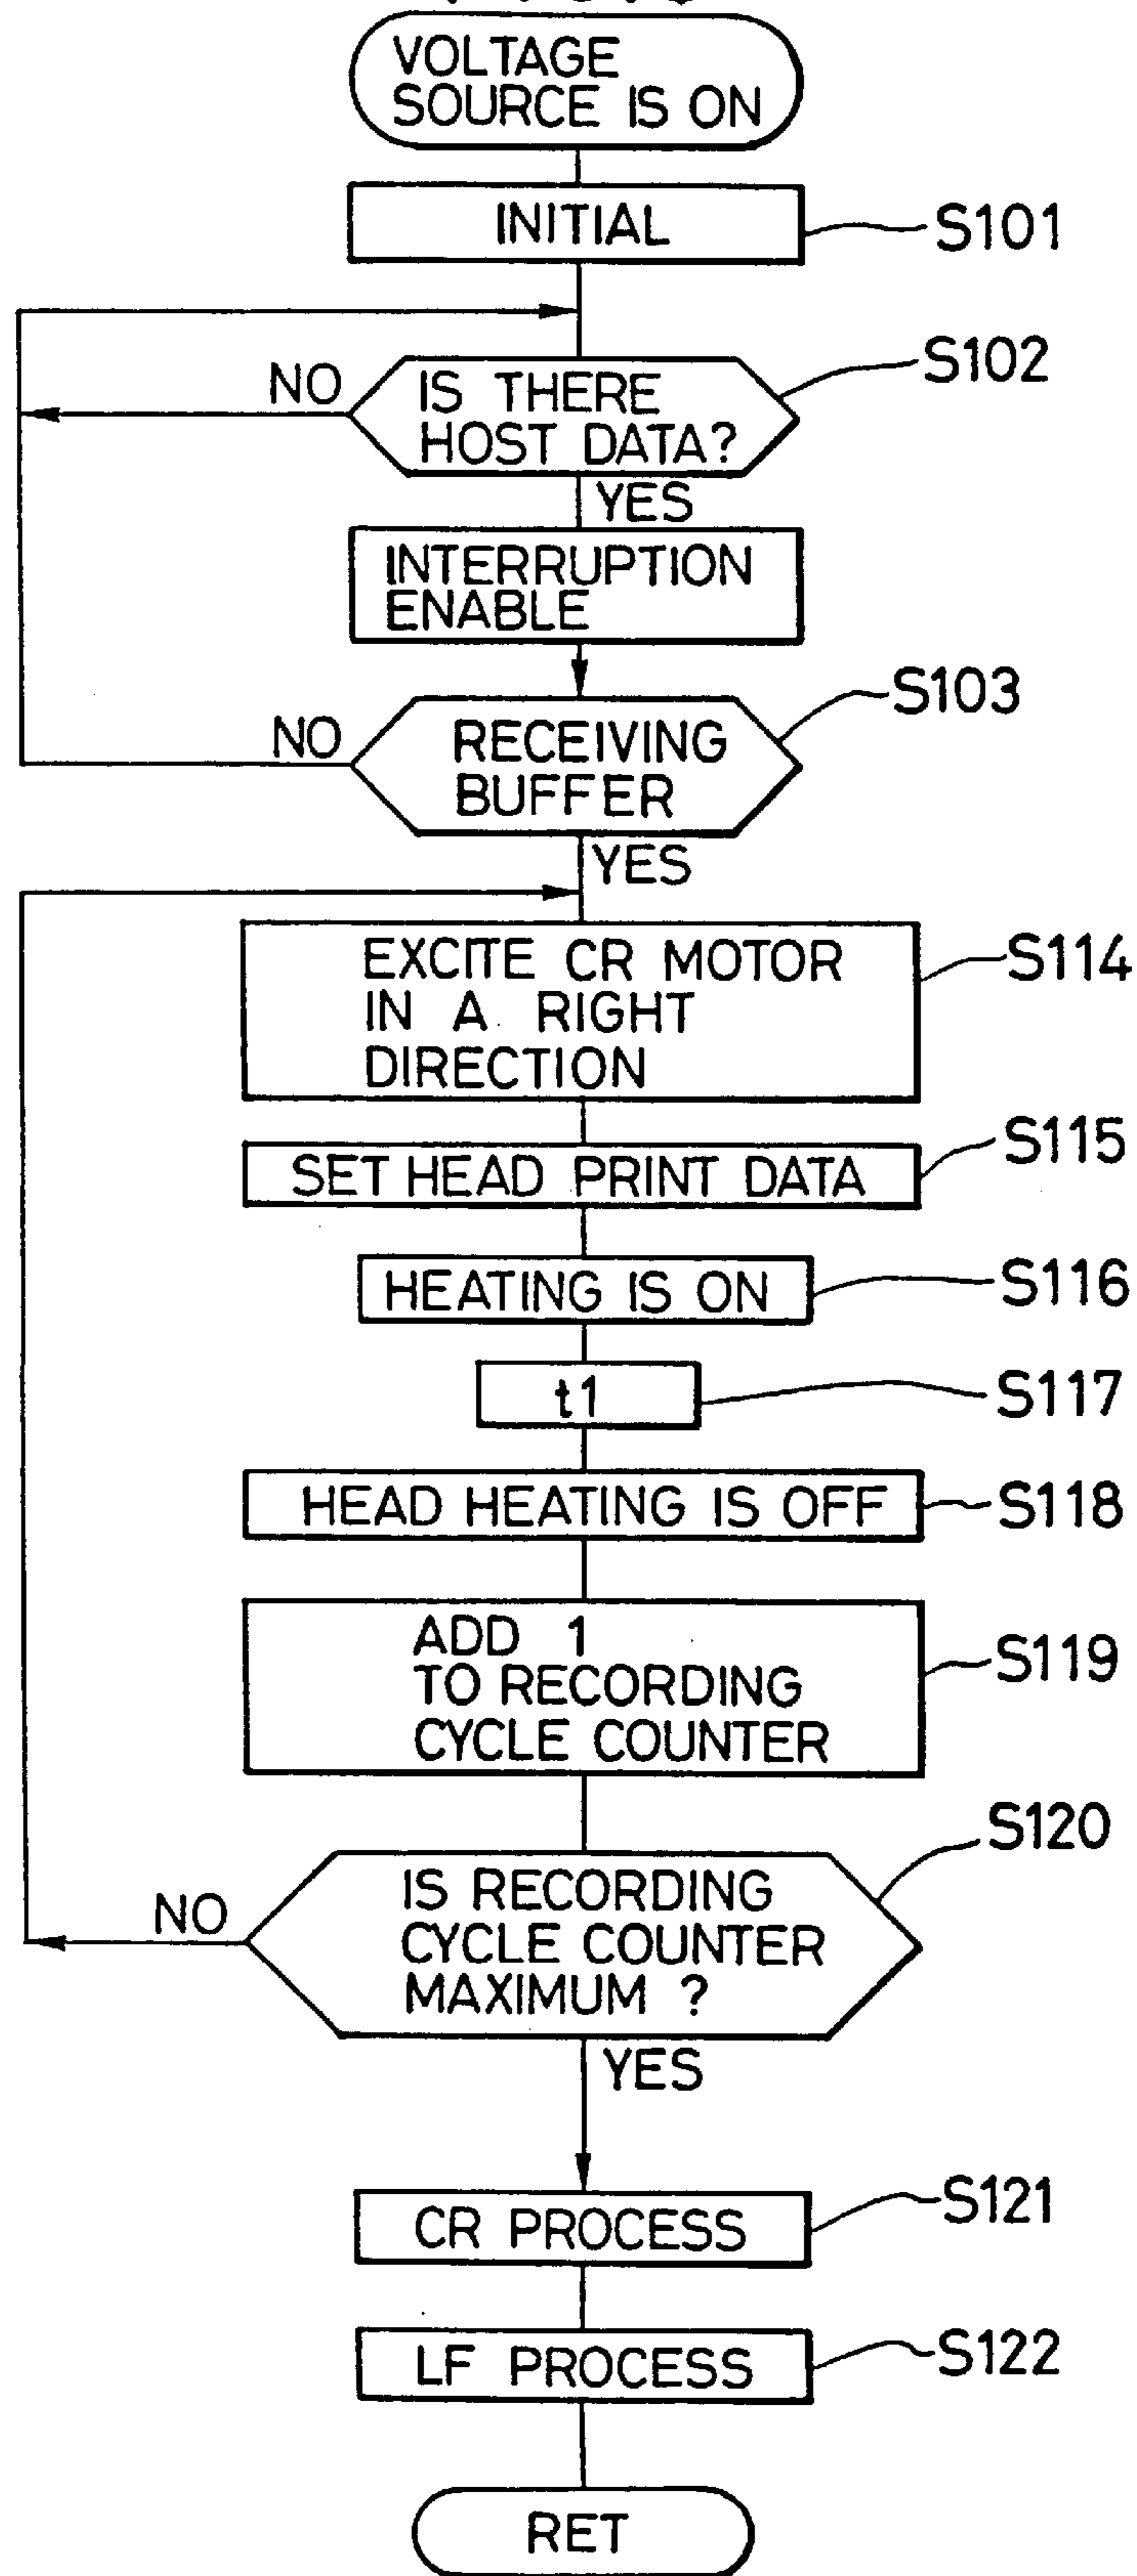 VOLTAGE
SOURCE IS ON
INITIAL
S101
S102
NO
IS THERE
HOST DATA?
YES
INTERRUPTION
ENABLE
S103
NO
RECEIVING
BUFFER
YES
EXCITE CR MOTOR
IN A RIGHT
DIRECTION
S114
SET HEAD PRINT DATA
S115
HEATING IS ON
S116
t1
S117
HEAD HEATING IS OFF
S118
ADD 1
TO RECORDING
CYCLE COUNTER
S119
S120
NO
IS RECORDING
CYCLE COUNTER
MAXIMUM ?
YES
CR PROCESS
S121
LF PROCESS
S122
RET